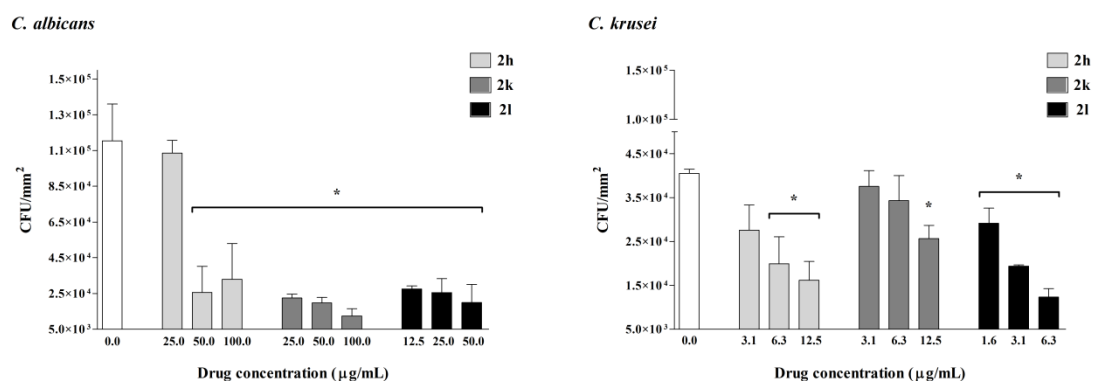 C. albicans
2h
2k
2l
1.5×10⁵
1.3×10⁵
1.1×10⁵
8.5×10⁴
6.5×10⁴
4.5×10⁴
2.5×10⁴
5.0×10³
CFU/mm²
*
0.0 25.0 50.0 100.0 25.0 50.0 100.0 12.5 25.0 50.0
Drug concentration (μg/mL)
C. krusei
2h
2k
2l
1.5×10⁵
1.0×10⁵
4.5×10⁴
3.5×10⁴
2.5×10⁴
1.5×10⁴
5.0×10³
CFU/mm²
* * *
0.0 3.1 6.3 12.5 3.1 6.3 12.5 1.6 3.1 6.3
Drug concentration (μg/mL)